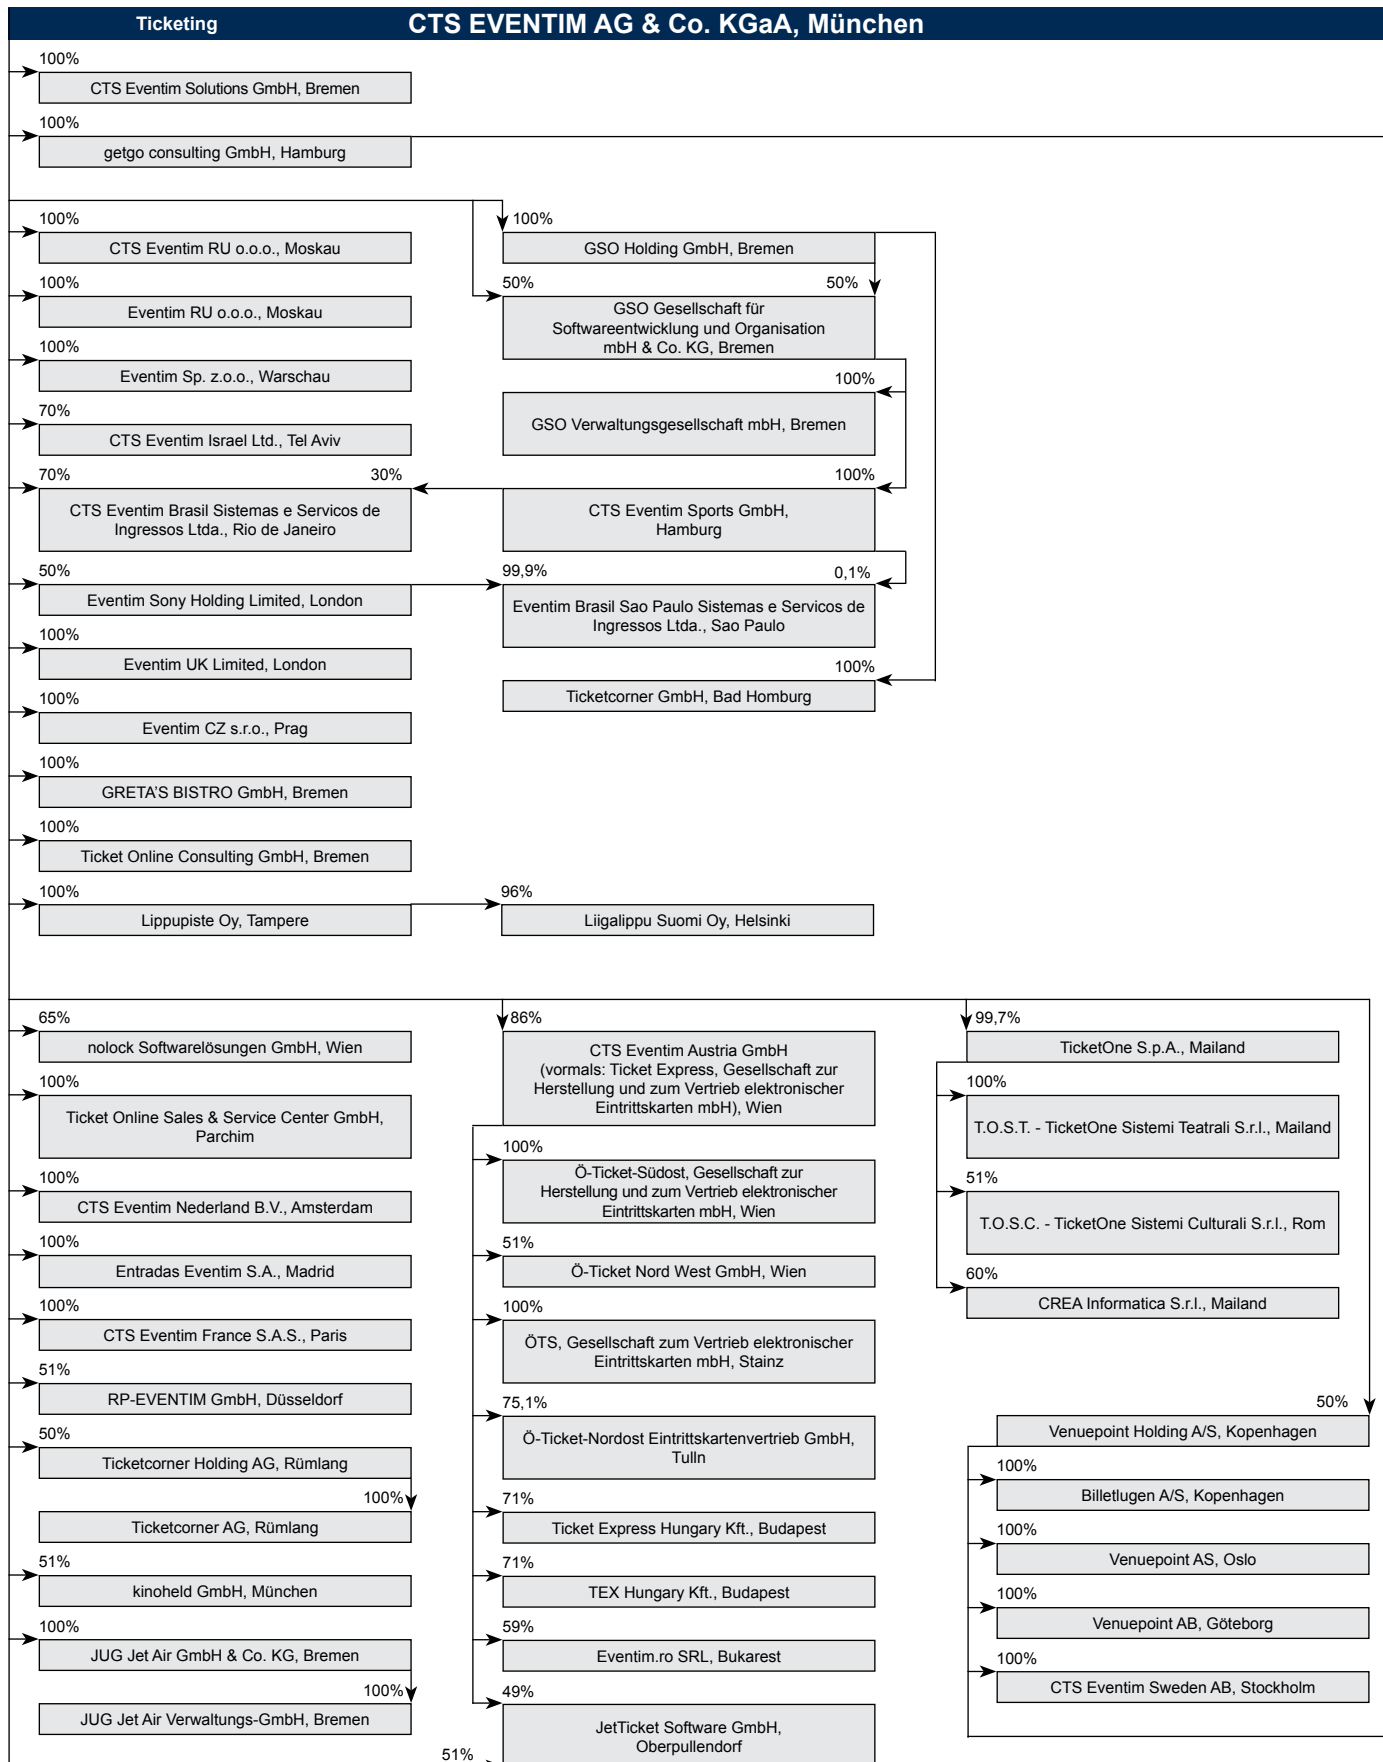 Ticketing
CTS EVENTIM AG & Co. KGaA, München
100%
CTS Eventim Solutions GmbH, Bremen
100%
getgo consulting GmbH, Hamburg
100%
CTS Eventim RU o.o.o., Moskau
100%
Eventim RU o.o.o., Moskau
100%
Eventim Sp. z.o.o., Warschau
70%
CTS Eventim Israel Ltd., Tel Aviv
70%
30%
CTS Eventim Brasil Sistemas e Servicos de
Ingressos Ltda., Rio de Janeiro
50%
Eventim Sony Holding Limited, London
100%
Eventim UK Limited, London
100%
Eventim CZ s.r.o., Prag
100%
GRETA'S BISTRO GmbH, Bremen
100%
Ticket Online Consulting GmbH, Bremen
100%
Lippupiste Oy, Tampere
100%
GSO Holding GmbH, Bremen
50%
50%
GSO Gesellschaft für
Softwareentwicklung und Organisation
mbH & Co. KG, Bremen
100%
GSO Verwaltungsgesellschaft mbH, Bremen
100%
CTS Eventim Sports GmbH,
Hamburg
99,9%
0,1%
Eventim Brasil Sao Paulo Sistemas e Servicos de
Ingressos Ltda., Sao Paulo
100%
Ticketcorner GmbH, Bad Homburg
96%
Liigalippu Suomi Oy, Helsinki
65%
nolock Softwarelösungen GmbH, Wien
100%
Ticket Online Sales & Service Center GmbH,
Parchim
100%
CTS Eventim Nederland B.V., Amsterdam
100%
Entradas Eventim S.A., Madrid
100%
CTS Eventim France S.A.S., Paris
51%
RP-EVENTIM GmbH, Düsseldorf
50%
Ticketcorner Holding AG, Rümlang
100%
Ticketcorner AG, Rümlang
51%
kinoheld GmbH, München
100%
JUG Jet Air GmbH & Co. KG, Bremen
100%
JUG Jet Air Verwaltungs-GmbH, Bremen
86%
CTS Eventim Austria GmbH
(vormals: Ticket Express, Gesellschaft zur
Herstellung und zum Vertrieb elektronischer
Eintrittskarten mbH), Wien
100%
Ö-Ticket-Südost, Gesellschaft zur
Herstellung und zum Vertrieb elektronischer
Eintrittskarten mbH, Wien
51%
Ö-Ticket Nord West GmbH, Wien
100%
ÖTS, Gesellschaft zum Vertrieb elektronischer
Eintrittskarten mbH, Stainz
75,1%
Ö-Ticket-Nordost Eintrittskartenvertrieb GmbH,
Tulln
71%
Ticket Express Hungary Kft., Budapest
71%
TEX Hungary Kft., Budapest
59%
Eventim.ro SRL, Bukarest
49%
JetTicket Software GmbH,
Oberpullendorf
51%
99,7%
TicketOne S.p.A., Mailand
100%
T.O.S.T. - TicketOne Sistemi Teatrali S.r.l., Mailand
51%
T.O.S.C. - TicketOne Sistemi Culturali S.r.l., Rom
60%
CREA Informatica S.r.l., Mailand
50%
Venuepoint Holding A/S, Kopenhagen
100%
Billetlugen A/S, Kopenhagen
100%
Venuepoint AS, Oslo
100%
Venuepoint AB, Göteborg
100%
CTS Eventim Sweden AB, Stockholm